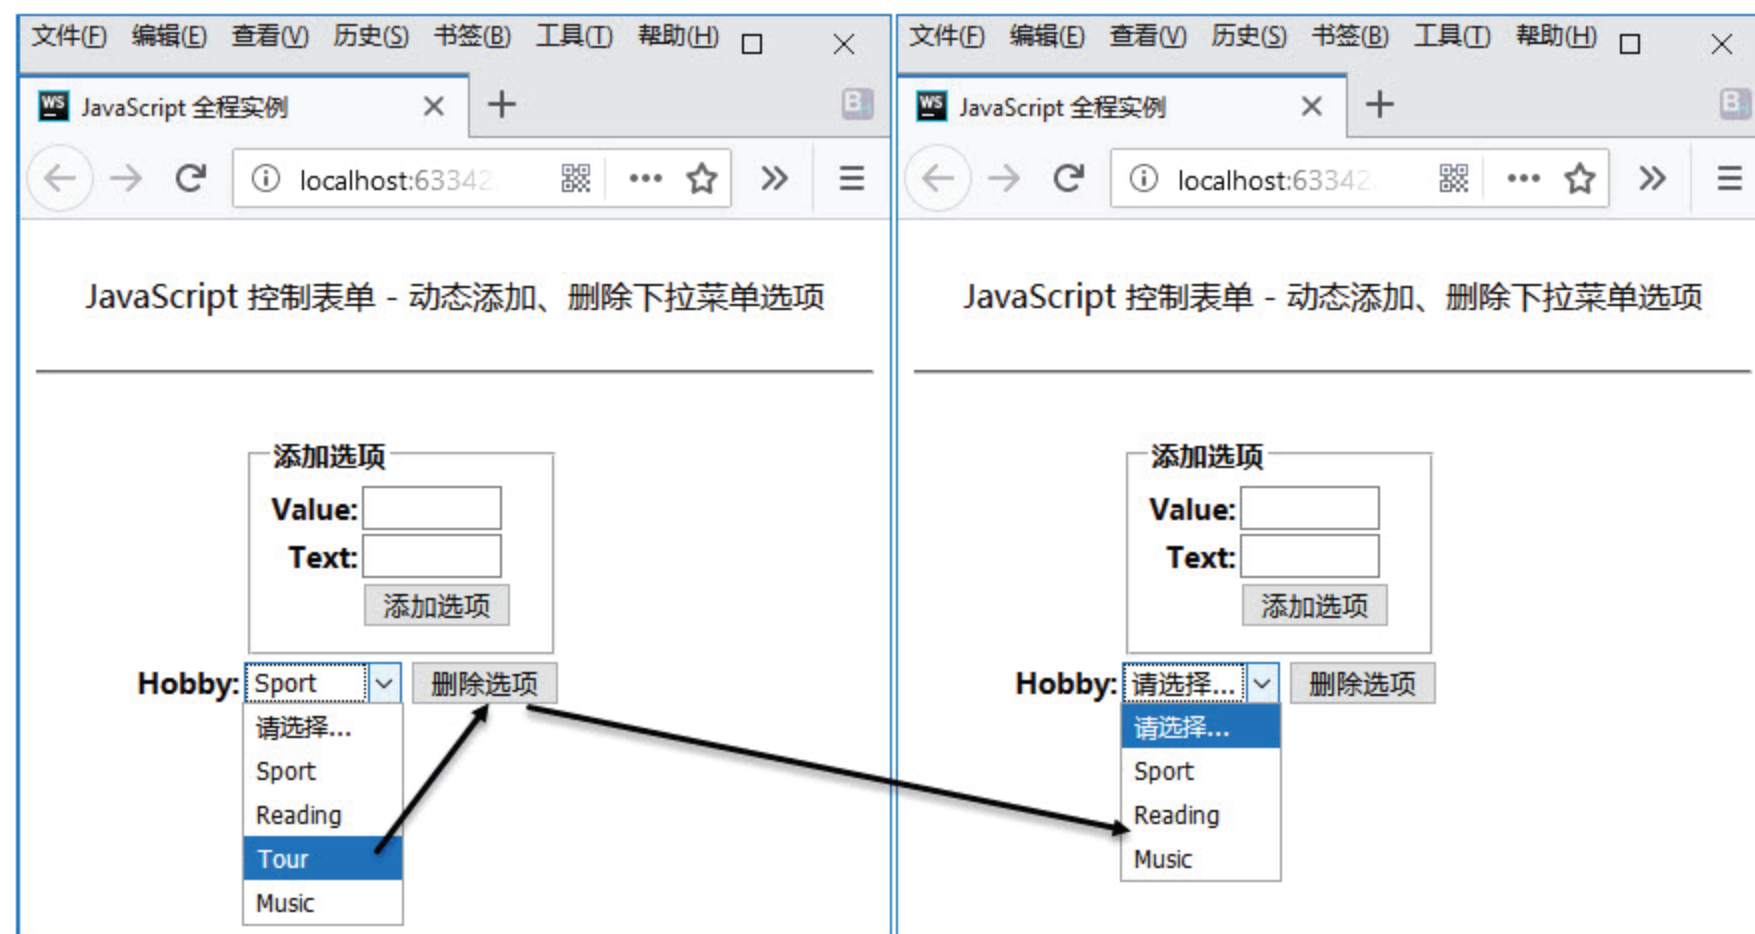 文件(F) 编辑(E) 查看(V) 历史(S) 书签(B) 工具(T) 帮助(H)
WS JavaScript 全程实例
localhost:63342
JavaScript 控制表单 - 动态添加、删除下拉菜单选项
添加选项
Value:
Text:
添加选项
Hobby: Sport 删除选项
请选择...
Sport
Reading
Tour
Music
文件(F) 编辑(E) 查看(V) 历史(S) 书签(B) 工具(T) 帮助(H)
WS JavaScript 全程实例
localhost:63342
JavaScript 控制表单 - 动态添加、删除下拉菜单选项
添加选项
Value:
Text:
添加选项
Hobby: 请选择... 删除选项
请选择...
Sport
Reading
Music